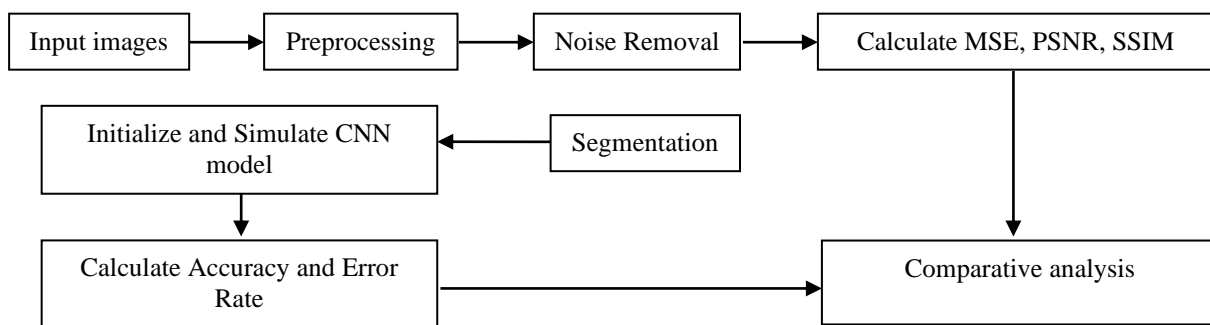 Input images
Preprocessing
Noise Removal
Calculate MSE, PSNR, SSIM
Initialize and Simulate CNN
model
Segmentation
Calculate Accuracy and Error
Rate
Comparative analysis